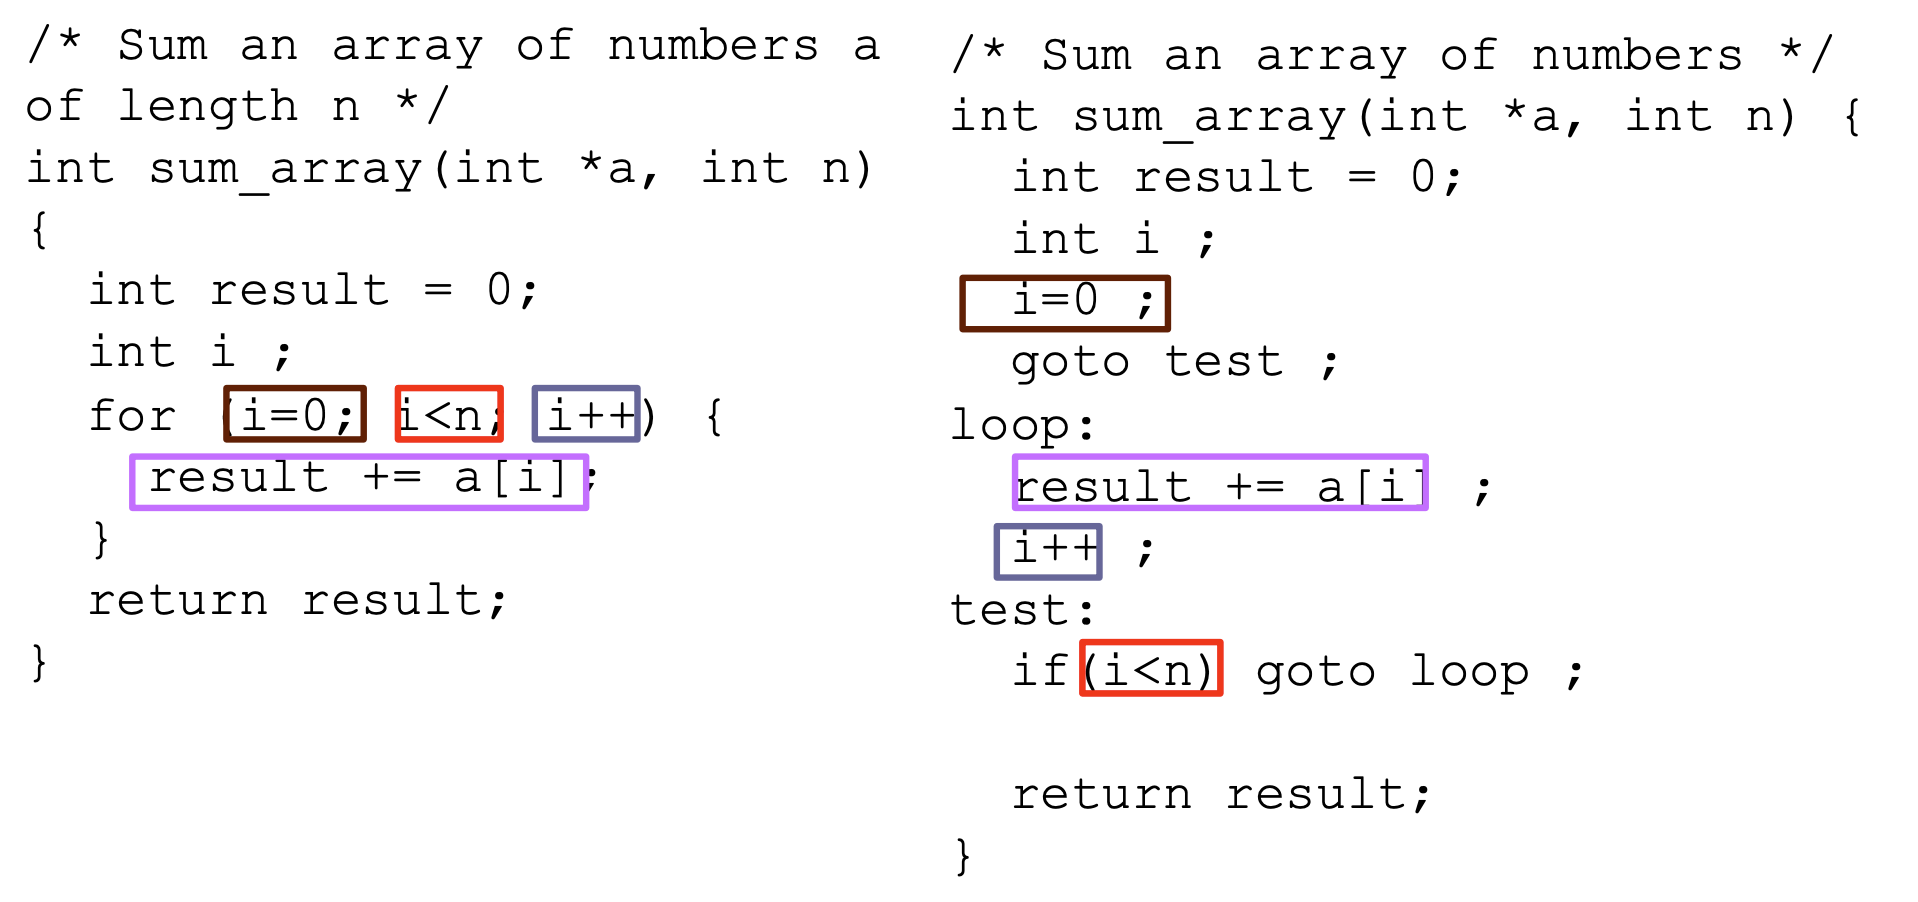 /* Sum an array of numbers a
of length n */
int sum_array(int *a, int n)
{
int result = 0;
int i ;
for (i=0; i<n; i++) {
result += a[i];
}
return result;
}
/* Sum an array of numbers */
int sum_array(int *a, int n) {
int result = 0;
int i ;
i=0 ;
goto test ;
loop:
result += a[i] ;
i++ ;
test:
if(i<n) goto loop ;
return result;
}